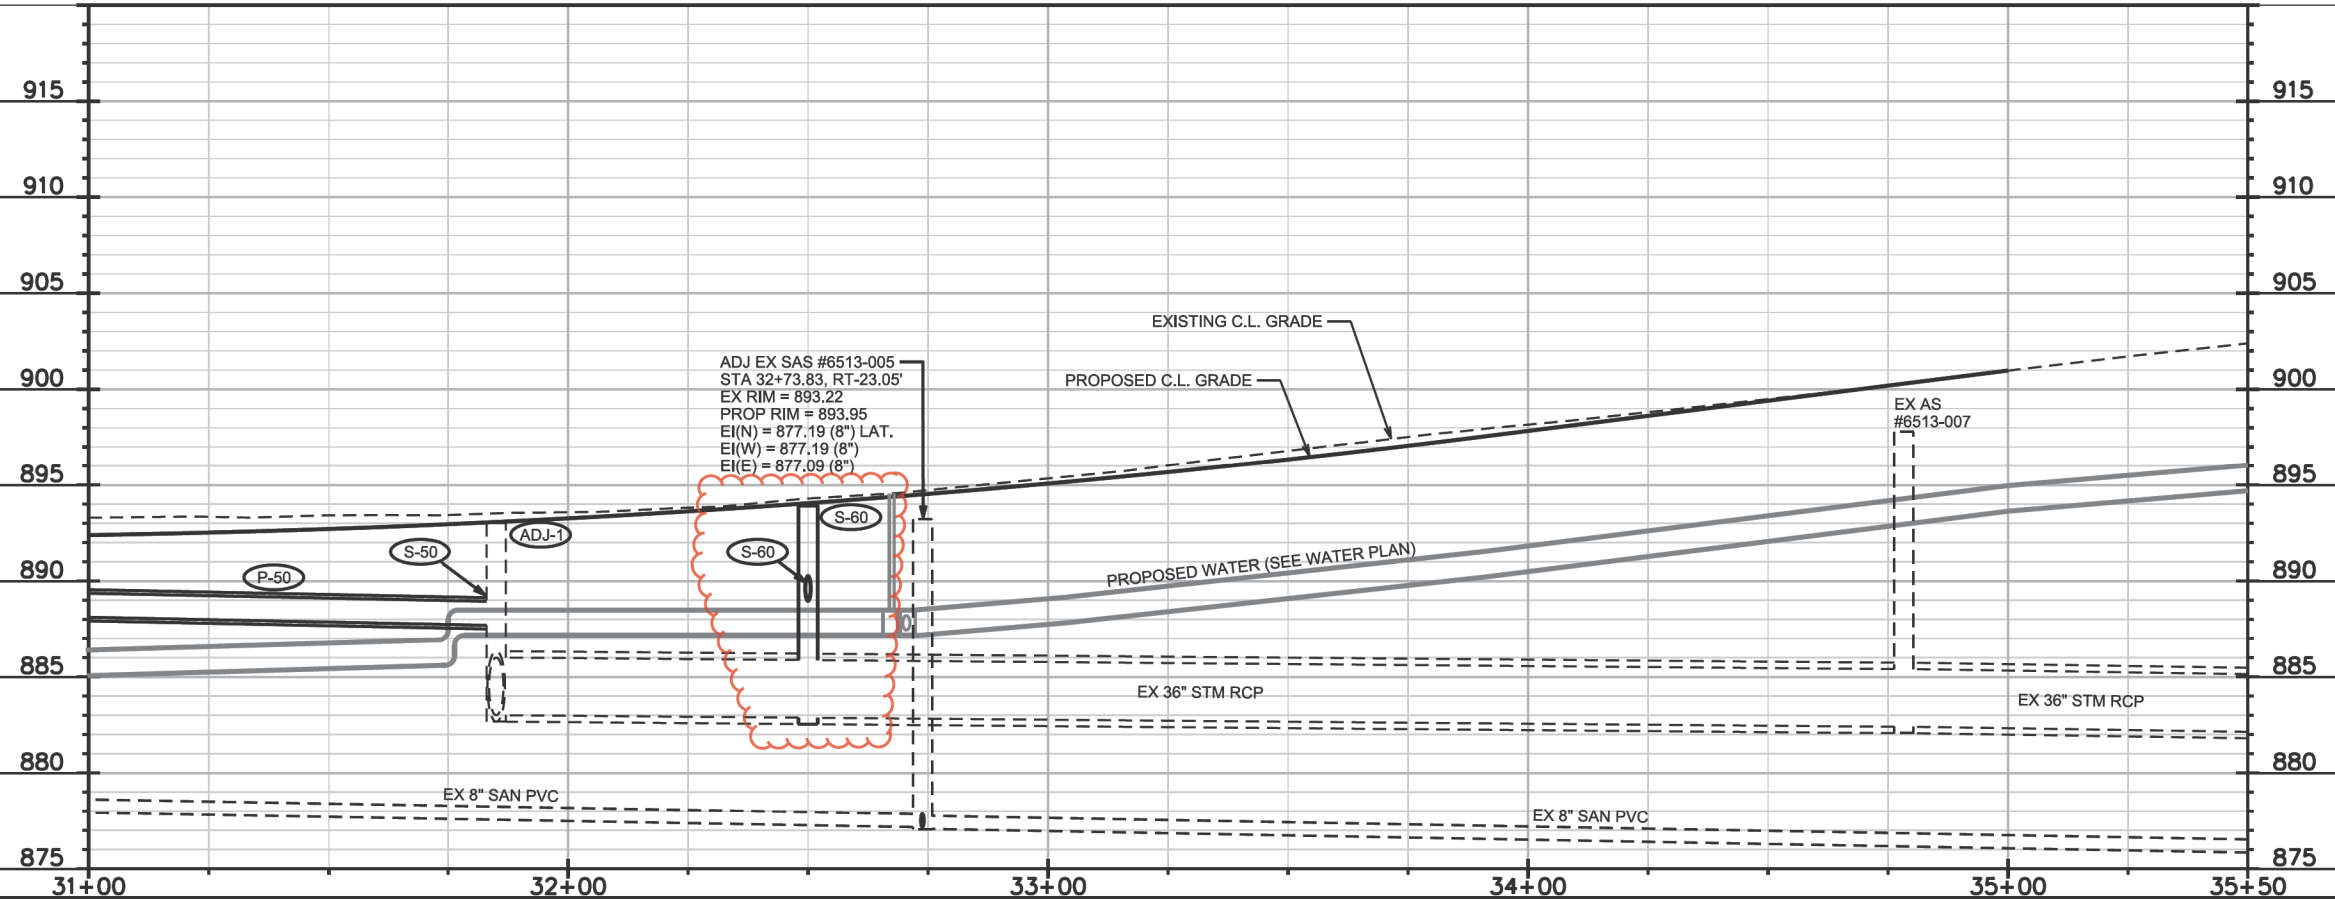 915
915
910
910
905
905
EXISTING C.L. GRADE
ADJ EX SAS #6513-005
STA 32+73.83, RT-23.05'
EX RIM = 893.22
PROP RIM = 893.95
EI(N) = 877.19 (8") LAT.
EI(W) = 877.19 (8")
EI(E) = 877.09 (8")
PROPOSED C.L. GRADE
900
900
EX AS
#6513-007
895
895
S-60
ADJ-1
S-50
S-60
PROPOSED WATER (SEE WATER PLAN)
P-50
890
890
885
885
EX 36" STM RCP
EX 36" STM RCP
880
880
EX 8" SAN PVC
EX 8" SAN PVC
875
875
31+00
32+00
33+00
34+00
35+00
35+50